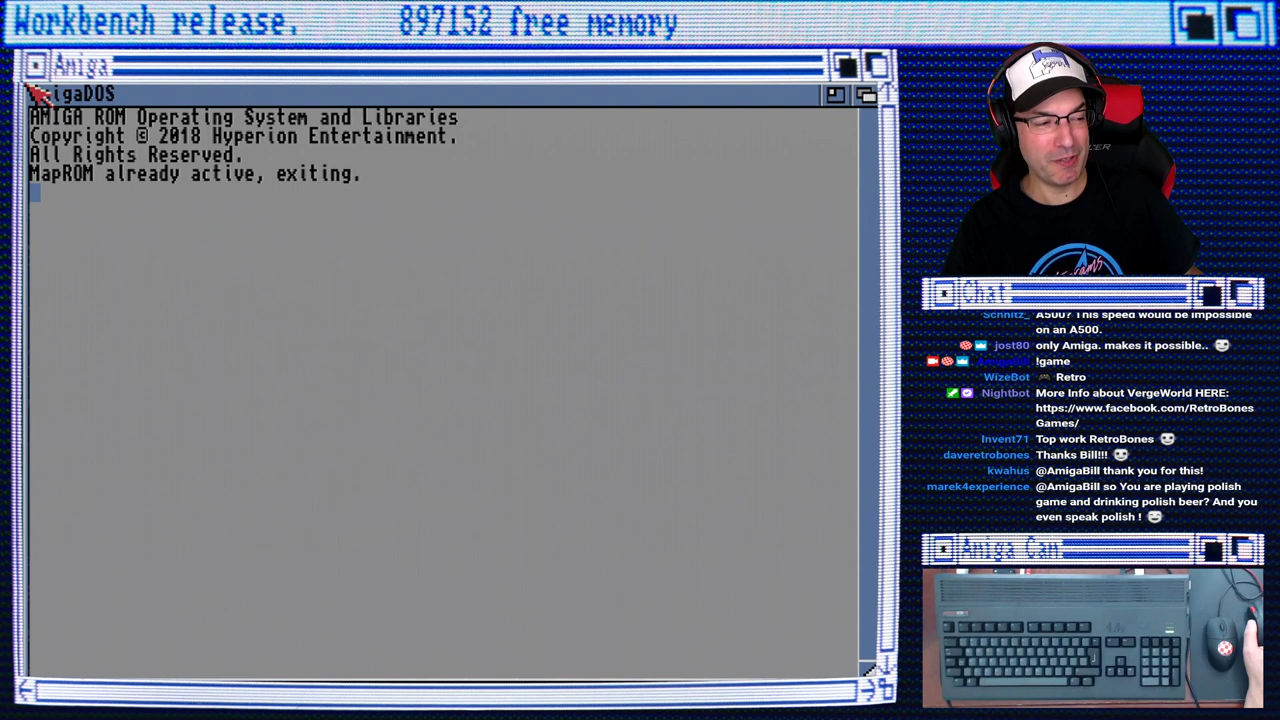 Workbench release. 897152 free memory
Amiga
igaDOS
AMIGA ROM Operating System and Libraries
Copyright © 2018 Hyperion Entertainment.
All Rights Reserved.
MapROM already active, exiting.
Chat
Schnitz_ A500? This speed would be impossible
on an A500.
jost80 only Amiga. makes it possible..
!game
WizeBot Retro
Nightbot More Info about VergeWorld HERE:
https://www.facebook.com/RetroBones
Games/
Invent71 Top work RetroBones
daveretrobones Thanks Bill!!!
kwahus @AmigaBill thank you for this!
marek4experience @AmigaBill so You are playing polish
game and drinking polish beer? And you
even speak polish !
Amiga Cam